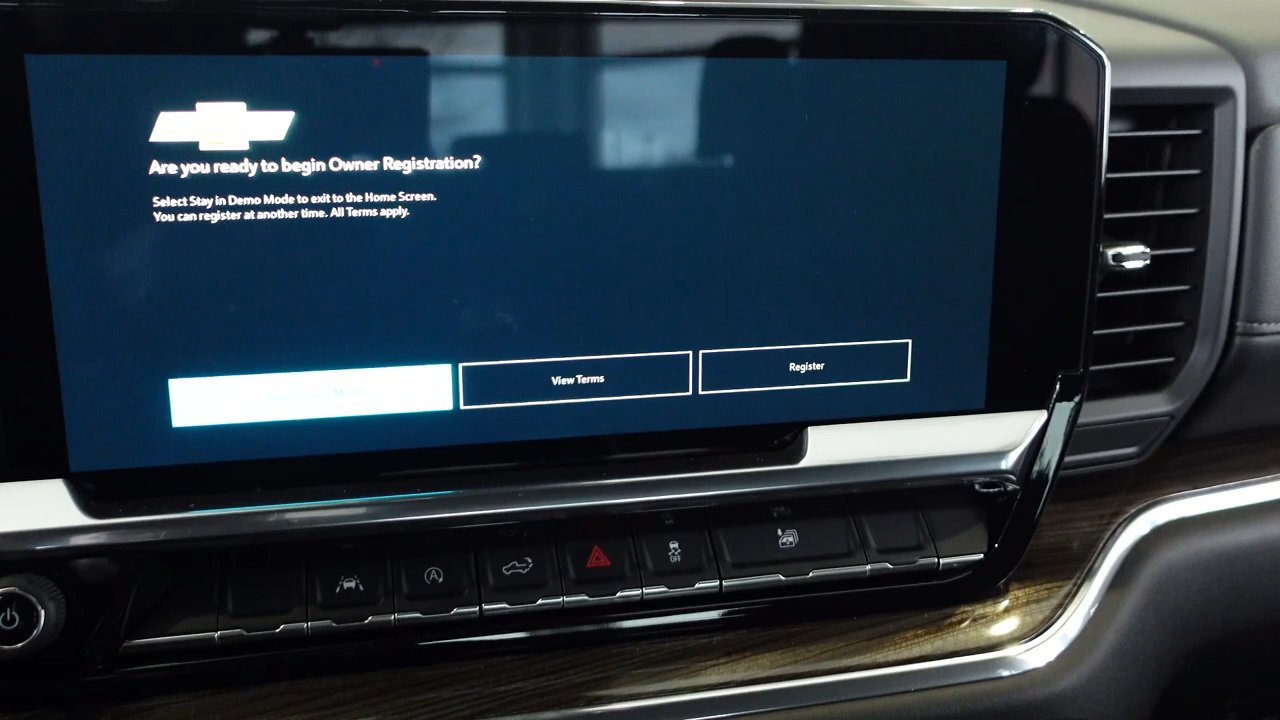 Are you ready to begin Owner Registration?
Select Stay in Demo Mode to exit to the Home Screen.
You can register at another time. All Terms apply.
View Terms
Register
A
OFF